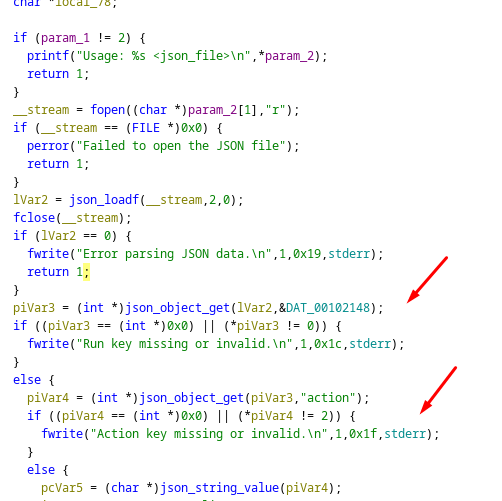 char *local_78;
if (param_1 != 2) {
printf("Usage: %s <json_file>\n",*param_2);
return 1;
}
__stream = fopen((char *)param_2[1],"r");
if (__stream == (FILE *)0x0) {
perror("Failed to open the JSON file");
return 1;
}
lVar2 = json_loadf(__stream,2,0);
fclose(__stream);
if (lVar2 == 0) {
fwrite("Error parsing JSON data.\n",1,0x19,stderr);
return 1;
}
piVar3 = (int *)json_object_get(lVar2,&DAT_00102148);
if ((piVar3 == (int *)0x0) || (*piVar3 != 0)) {
fwrite("Run key missing or invalid.\n",1,0x1c,stderr);
}
else {
piVar4 = (int *)json_object_get(piVar3,"action");
if ((piVar4 == (int *)0x0) || (*piVar4 != 2)) {
fwrite("Action key missing or invalid.\n",1,0x1f,stderr);
}
else {
pcVar5 = (char *)json_string_value(piVar4);